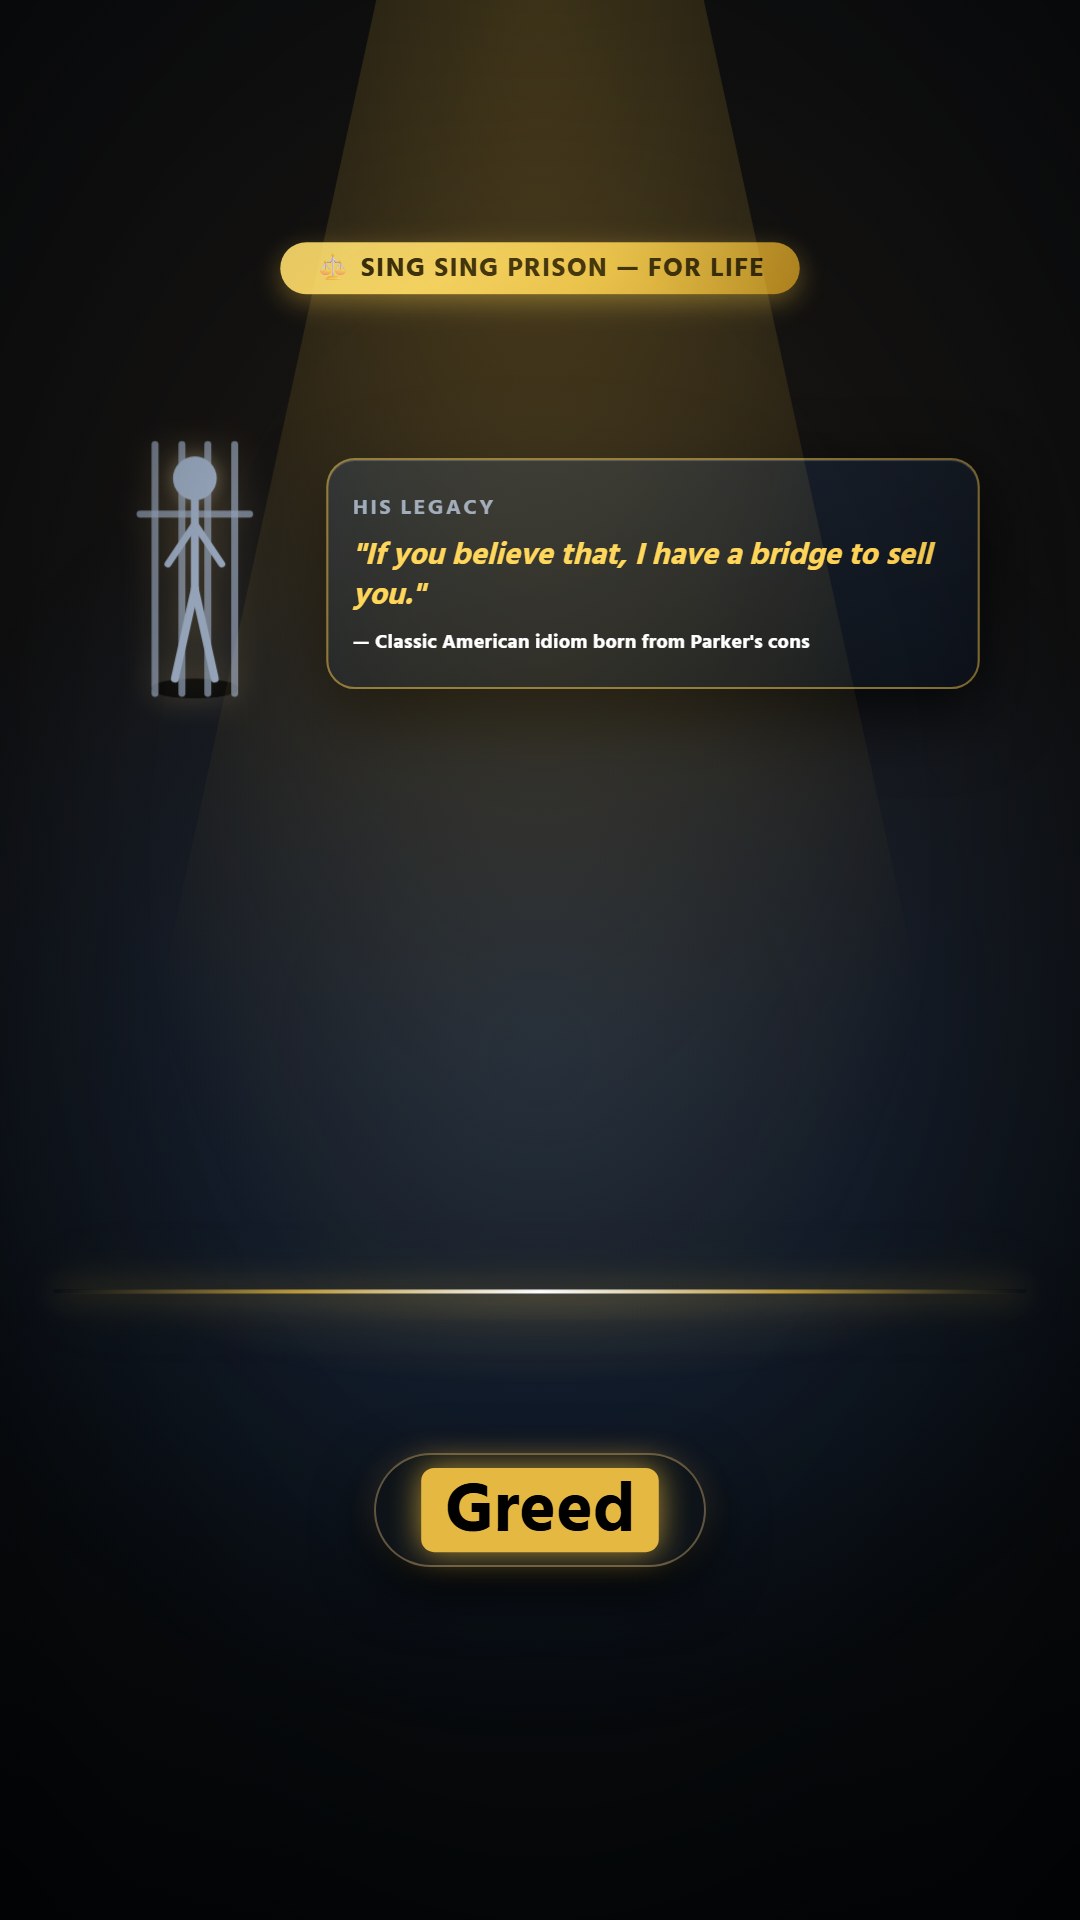 SING SING PRISON — FOR LIFE
HIS LEGACY
"If you believe that, I have a bridge to sell
you."
— Classic American idiom born from Parker's cons
Greed